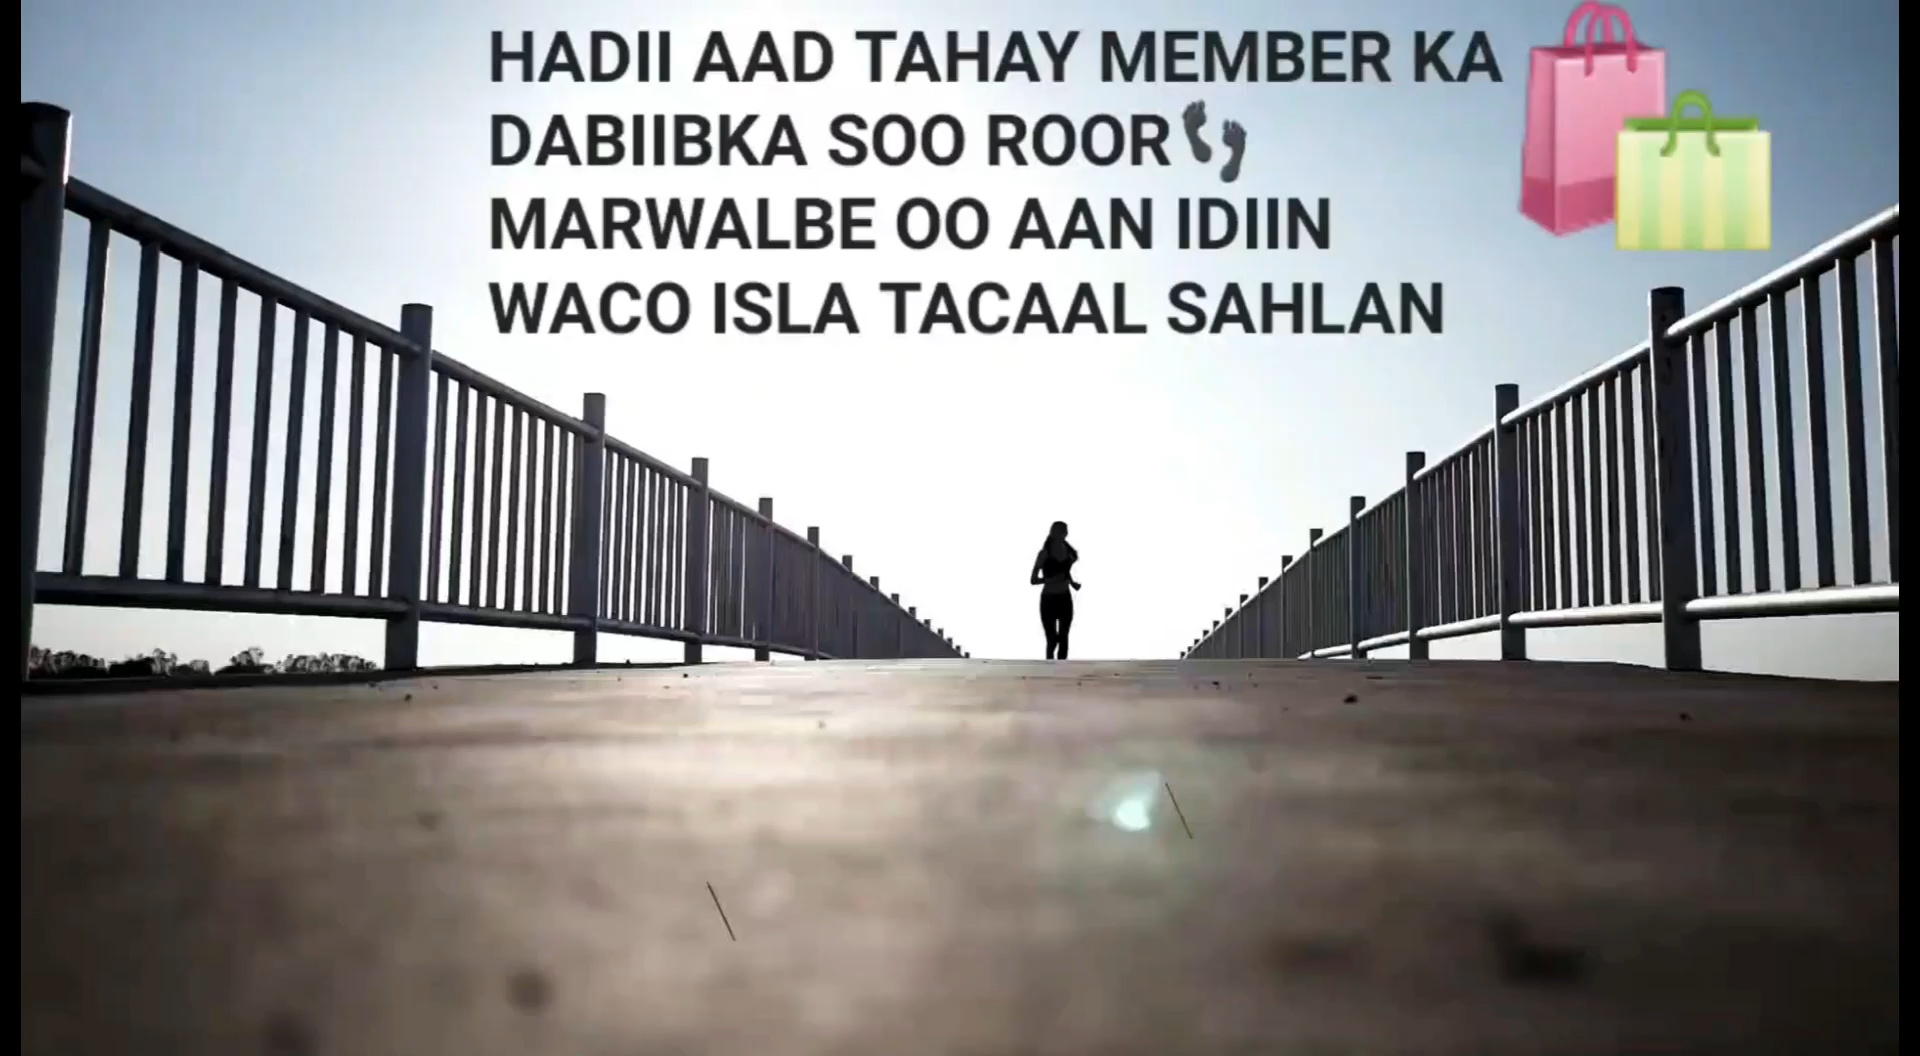 HADII AAD TAHAY MEMBER KA
DABIIBKA SOO ROOR👣
MARWALBE OO AAN IDIIN
WACO ISLA TACAAL SAHLAN